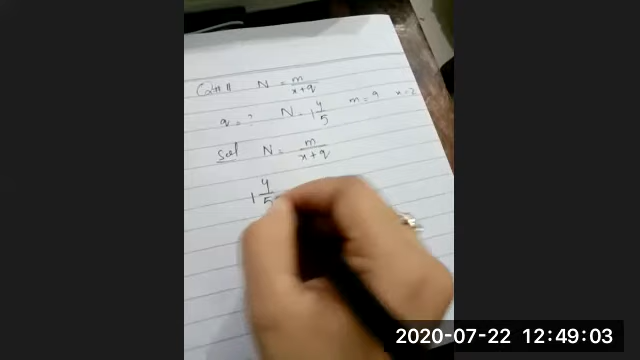 Q#11 N = m/x+q
q = ? N = 1 4/5 m = 9 x = 2
Sol N = m/x+q
1 4/5
2020-07-22 12:49:03